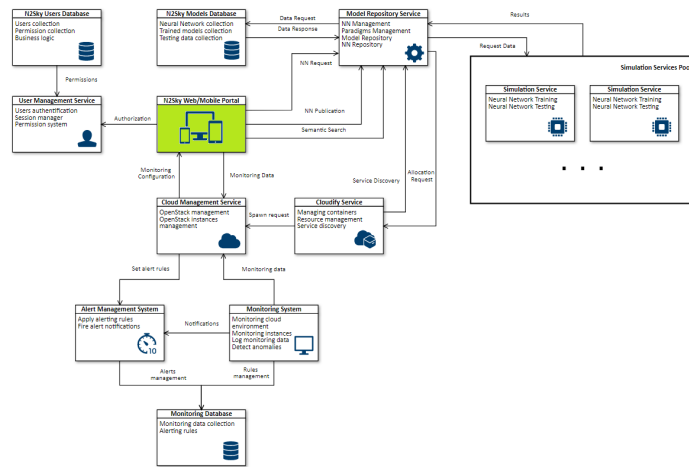 N2Sky Users Database
Users collection
Permission collection
Business logic
N2Sky Models Database
Neural Network collection
Trained models collection
Testing data collection
Data Request
Data Response
Model Repository Service
NN Management
Paradigms Management
Model Repository
NN Repository
Results
Request Data
NN Request
Simulation Services Poo
Simulation Service
Neural Network Training
Neural Network Testing
Simulation Service
Neural Network Training
Neural Network Testing
. . .
Permissions
User Management Service
Users authentification
Session manager
Permission system
Authorization
N2Sky Web/Mobile Portal
NN Publication
Semantic Search
Monitoring
Configuration
Monitoring Data
Service Discovery
Allocation
Request
Cloud Management Service
OpenStack management
OpenStack instances
management
Spawn request
Cloudify Service
Managing containers
Resource management
Service discovery
Set alert rules
Monitoring data
Alert Management System
Apply alerting rules
Fire alert notifications
10
Notifications
Monitoring System
Monitoring cloud
environment
Monitoring instances
Log monitoring data
Detect anomalies
Alerts
management
Rules
management
Monitoring Database
Monitoring data collection
Alerting rules